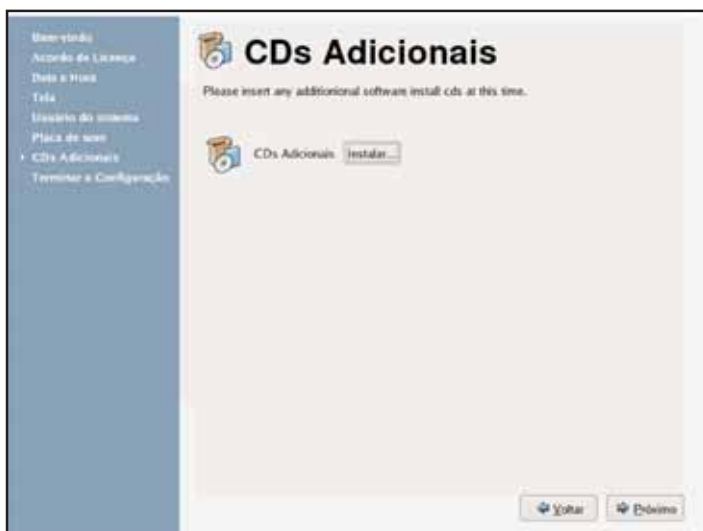 Bem-vindo
Acordo de Licença
Data e Hora
Tela
Usuário do sistema
Placa de som
CDs Adicionais
Terminar a Configuração
CDs Adicionais
Please insert any additionional software install cds at this time.
CDs Adicionais Instalar...
Voltar Próximo